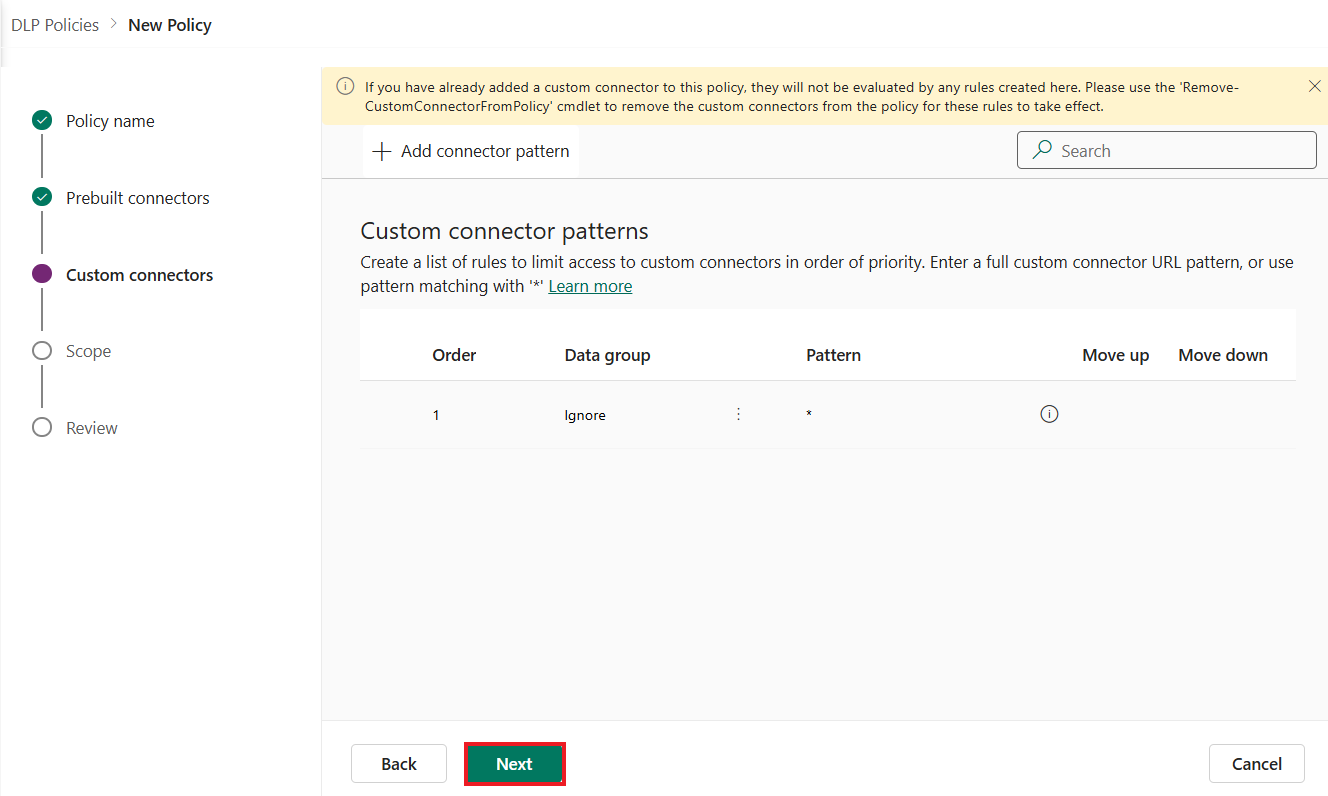 DLP Policies > New Policy
If you have already added a custom connector to this policy, they will not be evaluated by any rules created here. Please use the 'Remove-
CustomConnectorFromPolicy' cmdlet to remove the custom connectors from the policy for these rules to take effect.
Policy name
Prebuilt connectors
Custom connectors
Scope
Review
Add connector pattern
Search
Custom connector patterns
Create a list of rules to limit access to custom connectors in order of priority. Enter a full custom connector URL pattern, or use
pattern matching with '*' Learn more
Order Data group Pattern Move up Move down
1 Ignore *
Back Next Cancel